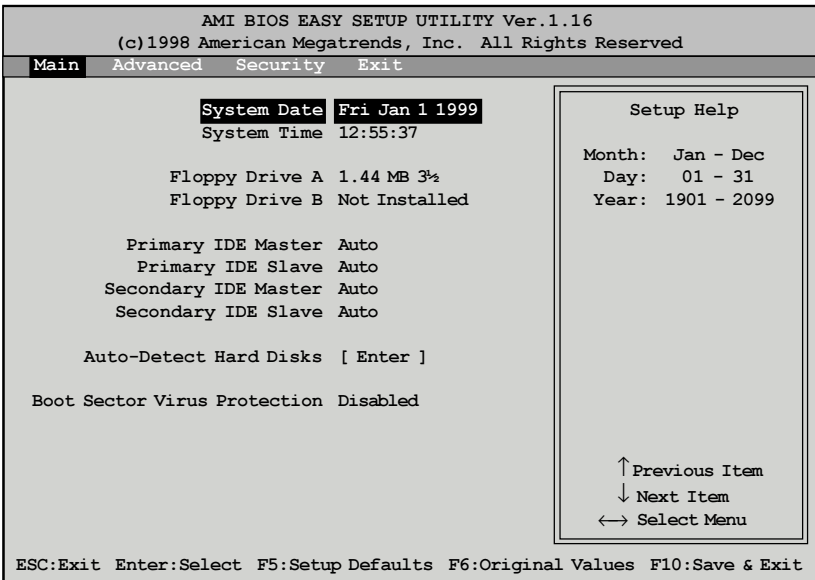 AMI BIOS EASY SETUP UTILITY Ver.1.16
(c)1998 American Megatrends, Inc. All Rights Reserved
Main Advanced Security Exit
System Date Fri Jan 1 1999
System Time 12:55:37
Floppy Drive A 1.44 MB 3½
Floppy Drive B Not Installed
Primary IDE Master Auto
Primary IDE Slave Auto
Secondary IDE Master Auto
Secondary IDE Slave Auto
Auto-Detect Hard Disks [ Enter ]
Boot Sector Virus Protection Disabled
Setup Help
Month: Jan - Dec
Day: 01 - 31
Year: 1901 - 2099
↑ Previous Item
↓ Next Item
←→ Select Menu
ESC:Exit Enter:Select F5:Setup Defaults F6:Original Values F10:Save & Exit